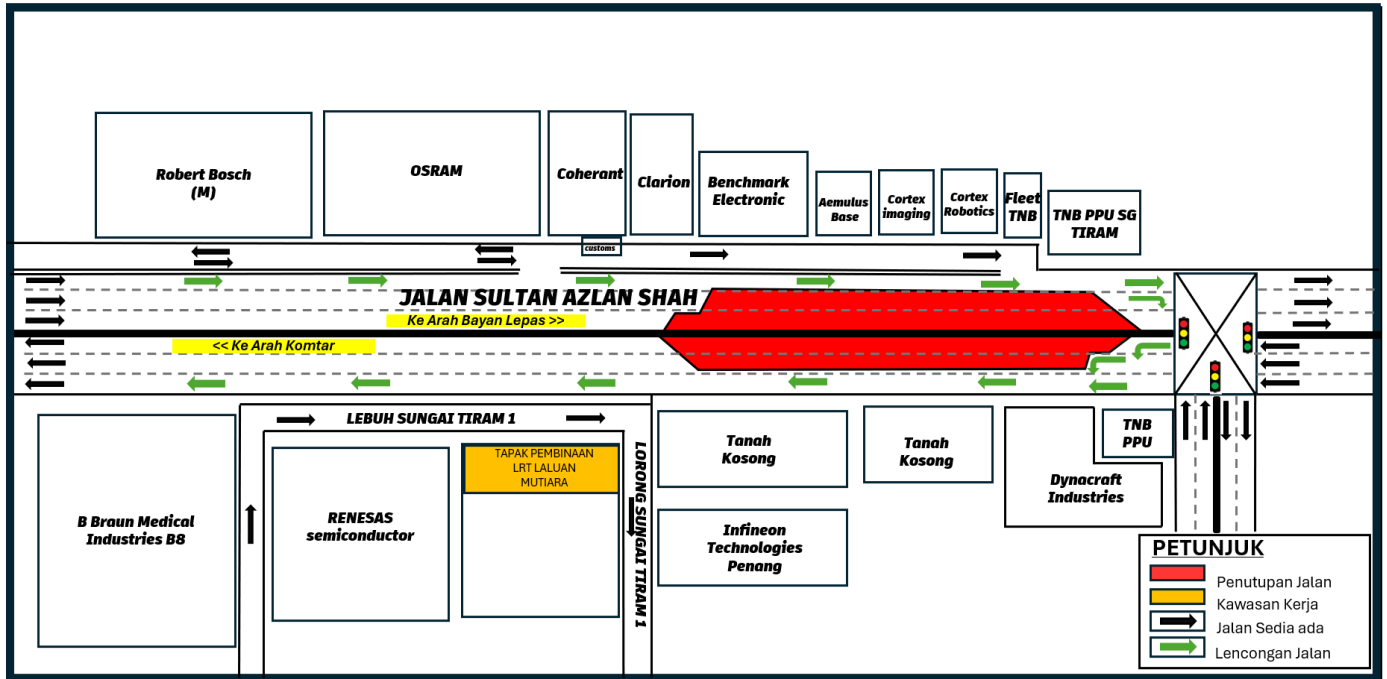 Robert Bosch
(M)
OSRAM
Coherant
Clarion
Benchmark
Electronic
Aemulus
Base
Cortex
imaging
Cortex
Robotics
Fleet
TNB
TNB PPU SG
TIRAM
customs
JALAN SULTAN AZLAN SHAH
Ke Arah Bayan Lepas >>
<< Ke Arah Komtar
LEBUH SUNGAI TIRAM 1
B Braun Medical
Industries B8
RENESAS
semiconductor
TAPAK PEMBINAAN
LRT LALUAN
MUTIARA
LORONG SUNGAI TIRAM 1
Tanah
Kosong
Infineon
Technologies
Penang
Tanah
Kosong
Dynacraft
Industries
TNB
PPU
PETUNJUK
Penutupan Jalan
Kawasan Kerja
Jalan Sedia ada
Lencongan Jalan